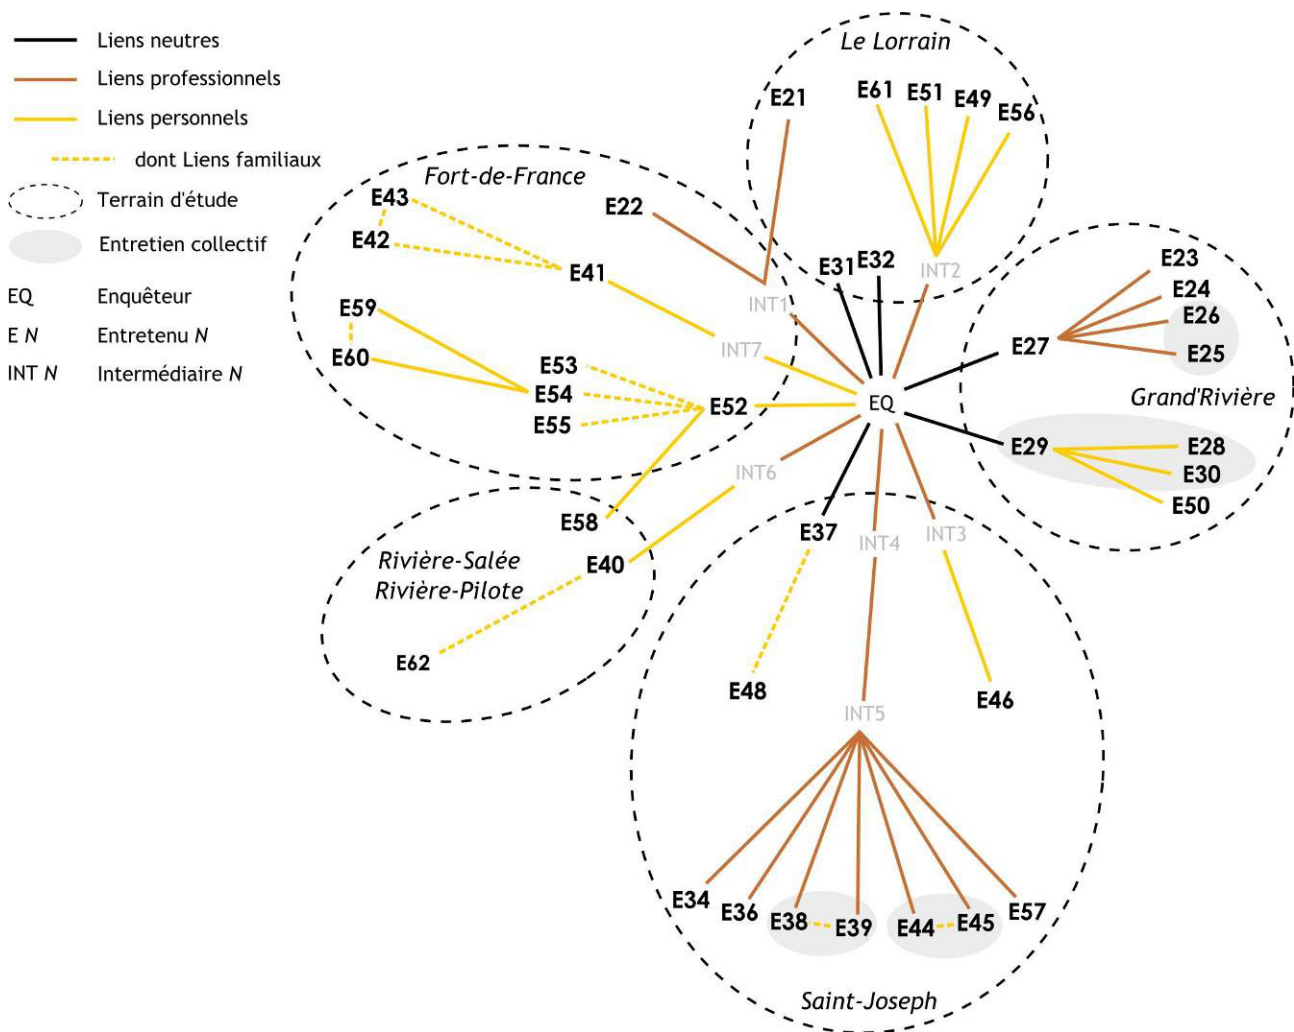 Liens neutres
Liens professionnels
Liens personnels
dont Liens familiaux
Terrain d'étude
Entretien collectif
EQ Enquêteur
E N Entretenu N
INT N Intermédiaire N
Le Lorrain
E21
E61
E51
E49
E56
E31
E32
INT2
Fort-de-France
E43
E42
E22
E41
INT1
INT7
E59
E60
E53
E54
E55
E52
EQ
INT6
Grand'Rivière
E23
E24
E26
E25
E27
E29
E28
E30
E50
Rivière-Salée
Rivière-Pilote
E58
E40
E62
E37
INT4
INT3
E48
E46
INT5
E34
E36
E38
E39
E44
E45
E57
Saint-Joseph